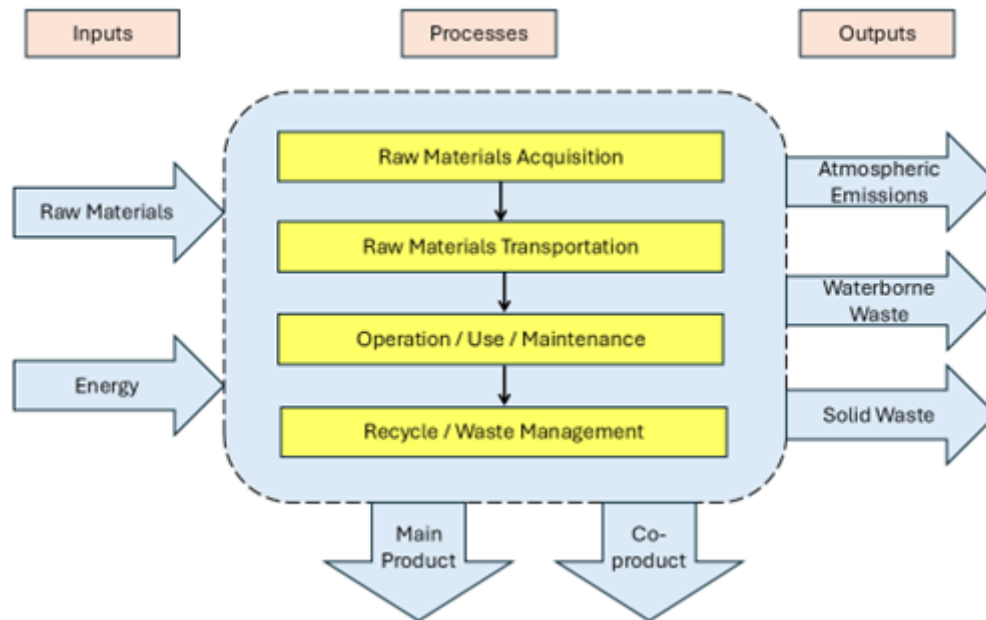 Inputs
Processes
Outputs
Raw Materials
Energy
Raw Materials Acquisition
Raw Materials Transportation
Operation / Use / Maintenance
Recycle / Waste Management
Atmospheric
Emissions
Waterborne
Waste
Solid Waste
Main
Product
Co-
product